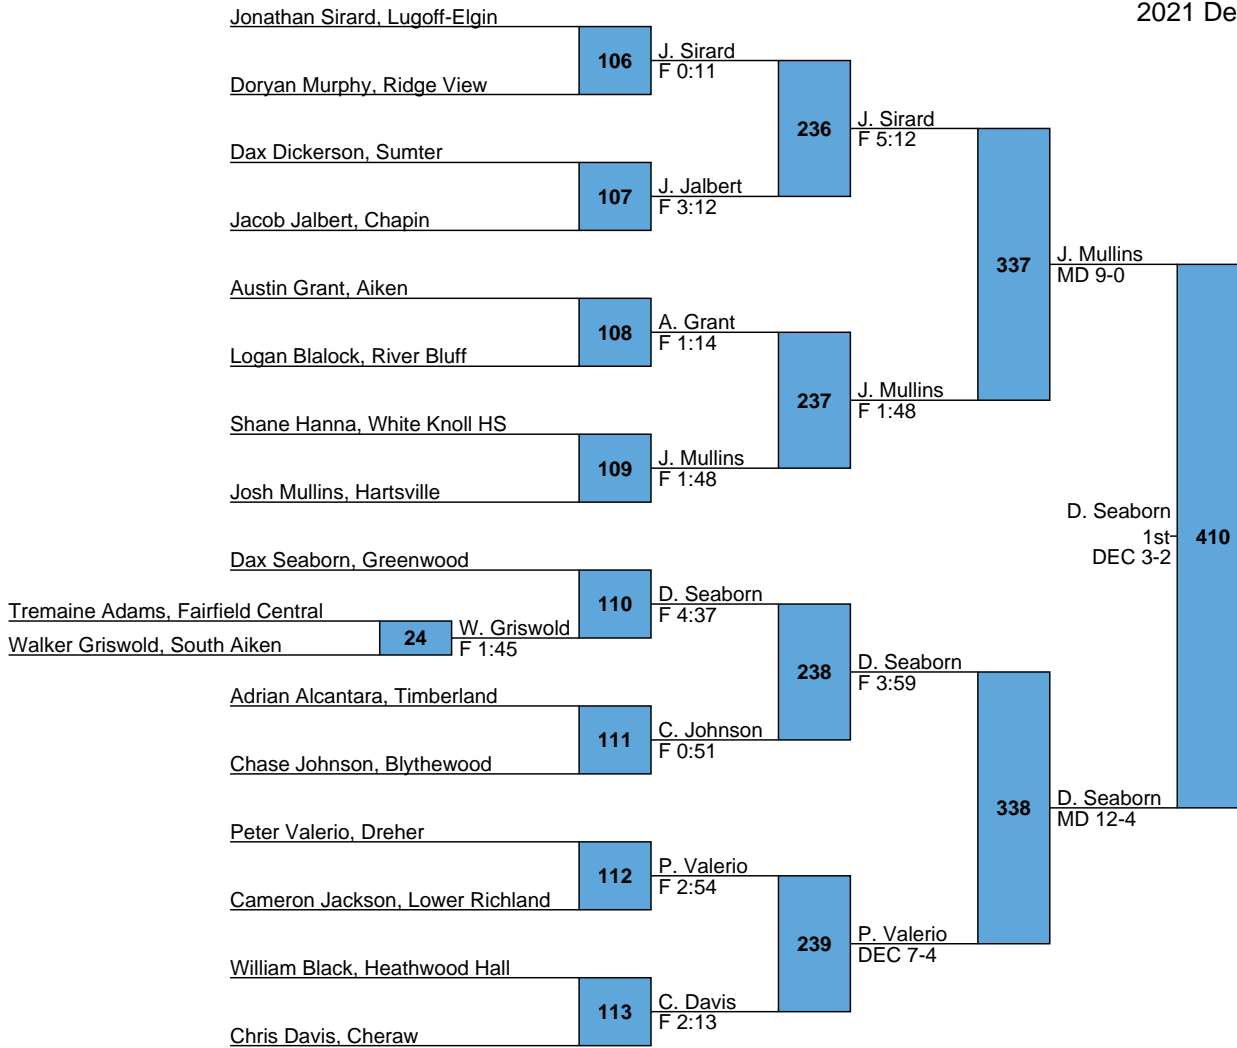 2021 De
Jonathan Sirard, Lugoff-Elgin
106
J. Sirard
F 0:11
Doryan Murphy, Ridge View
236
J. Sirard
F 5:12
Dax Dickerson, Sumter
107
J. Jalbert
F 3:12
Jacob Jalbert, Chapin
337
J. Mullins
MD 9-0
Austin Grant, Aiken
108
A. Grant
F 1:14
Logan Blalock, River Bluff
237
J. Mullins
F 1:48
Shane Hanna, White Knoll HS
109
J. Mullins
F 1:48
Josh Mullins, Hartsville
D. Seaborn
1st
DEC 3-2
410
Dax Seaborn, Greenwood
110
D. Seaborn
F 4:37
Tremaine Adams, Fairfield Central
24
W. Griswold
F 1:45
Walker Griswold, South Aiken
238
D. Seaborn
F 3:59
Adrian Alcantara, Timberland
111
C. Johnson
F 0:51
Chase Johnson, Blythewood
338
D. Seaborn
MD 12-4
Peter Valerio, Dreher
112
P. Valerio
F 2:54
Cameron Jackson, Lower Richland
239
P. Valerio
DEC 7-4
William Black, Heathwood Hall
113
C. Davis
F 2:13
Chris Davis, Cheraw